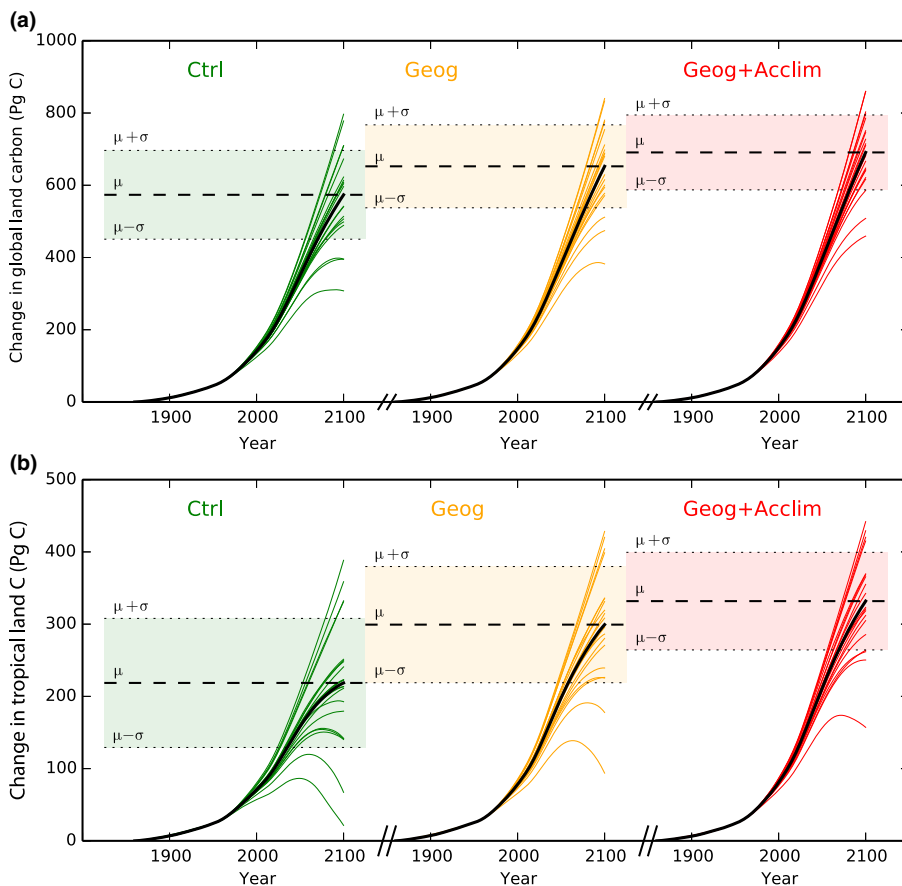 (a)
1000
800
600
400
200
0
Change in global land carbon (Pg C)
Ctrl
Geog
Geog+Acclim
μ+σ
μ
μ−σ
μ+σ
μ
μ−σ
μ+σ
μ
μ−σ
1900 2000 2100 1900 2000 2100 1900 2000 2100
Year Year Year
(b)
500
400
300
200
100
0
Change in tropical land C (Pg C)
Ctrl
Geog
Geog+Acclim
μ+σ
μ
μ−σ
μ+σ
μ
μ−σ
μ+σ
μ
μ−σ
1900 2000 2100 1900 2000 2100 1900 2000 2100
Year Year Year